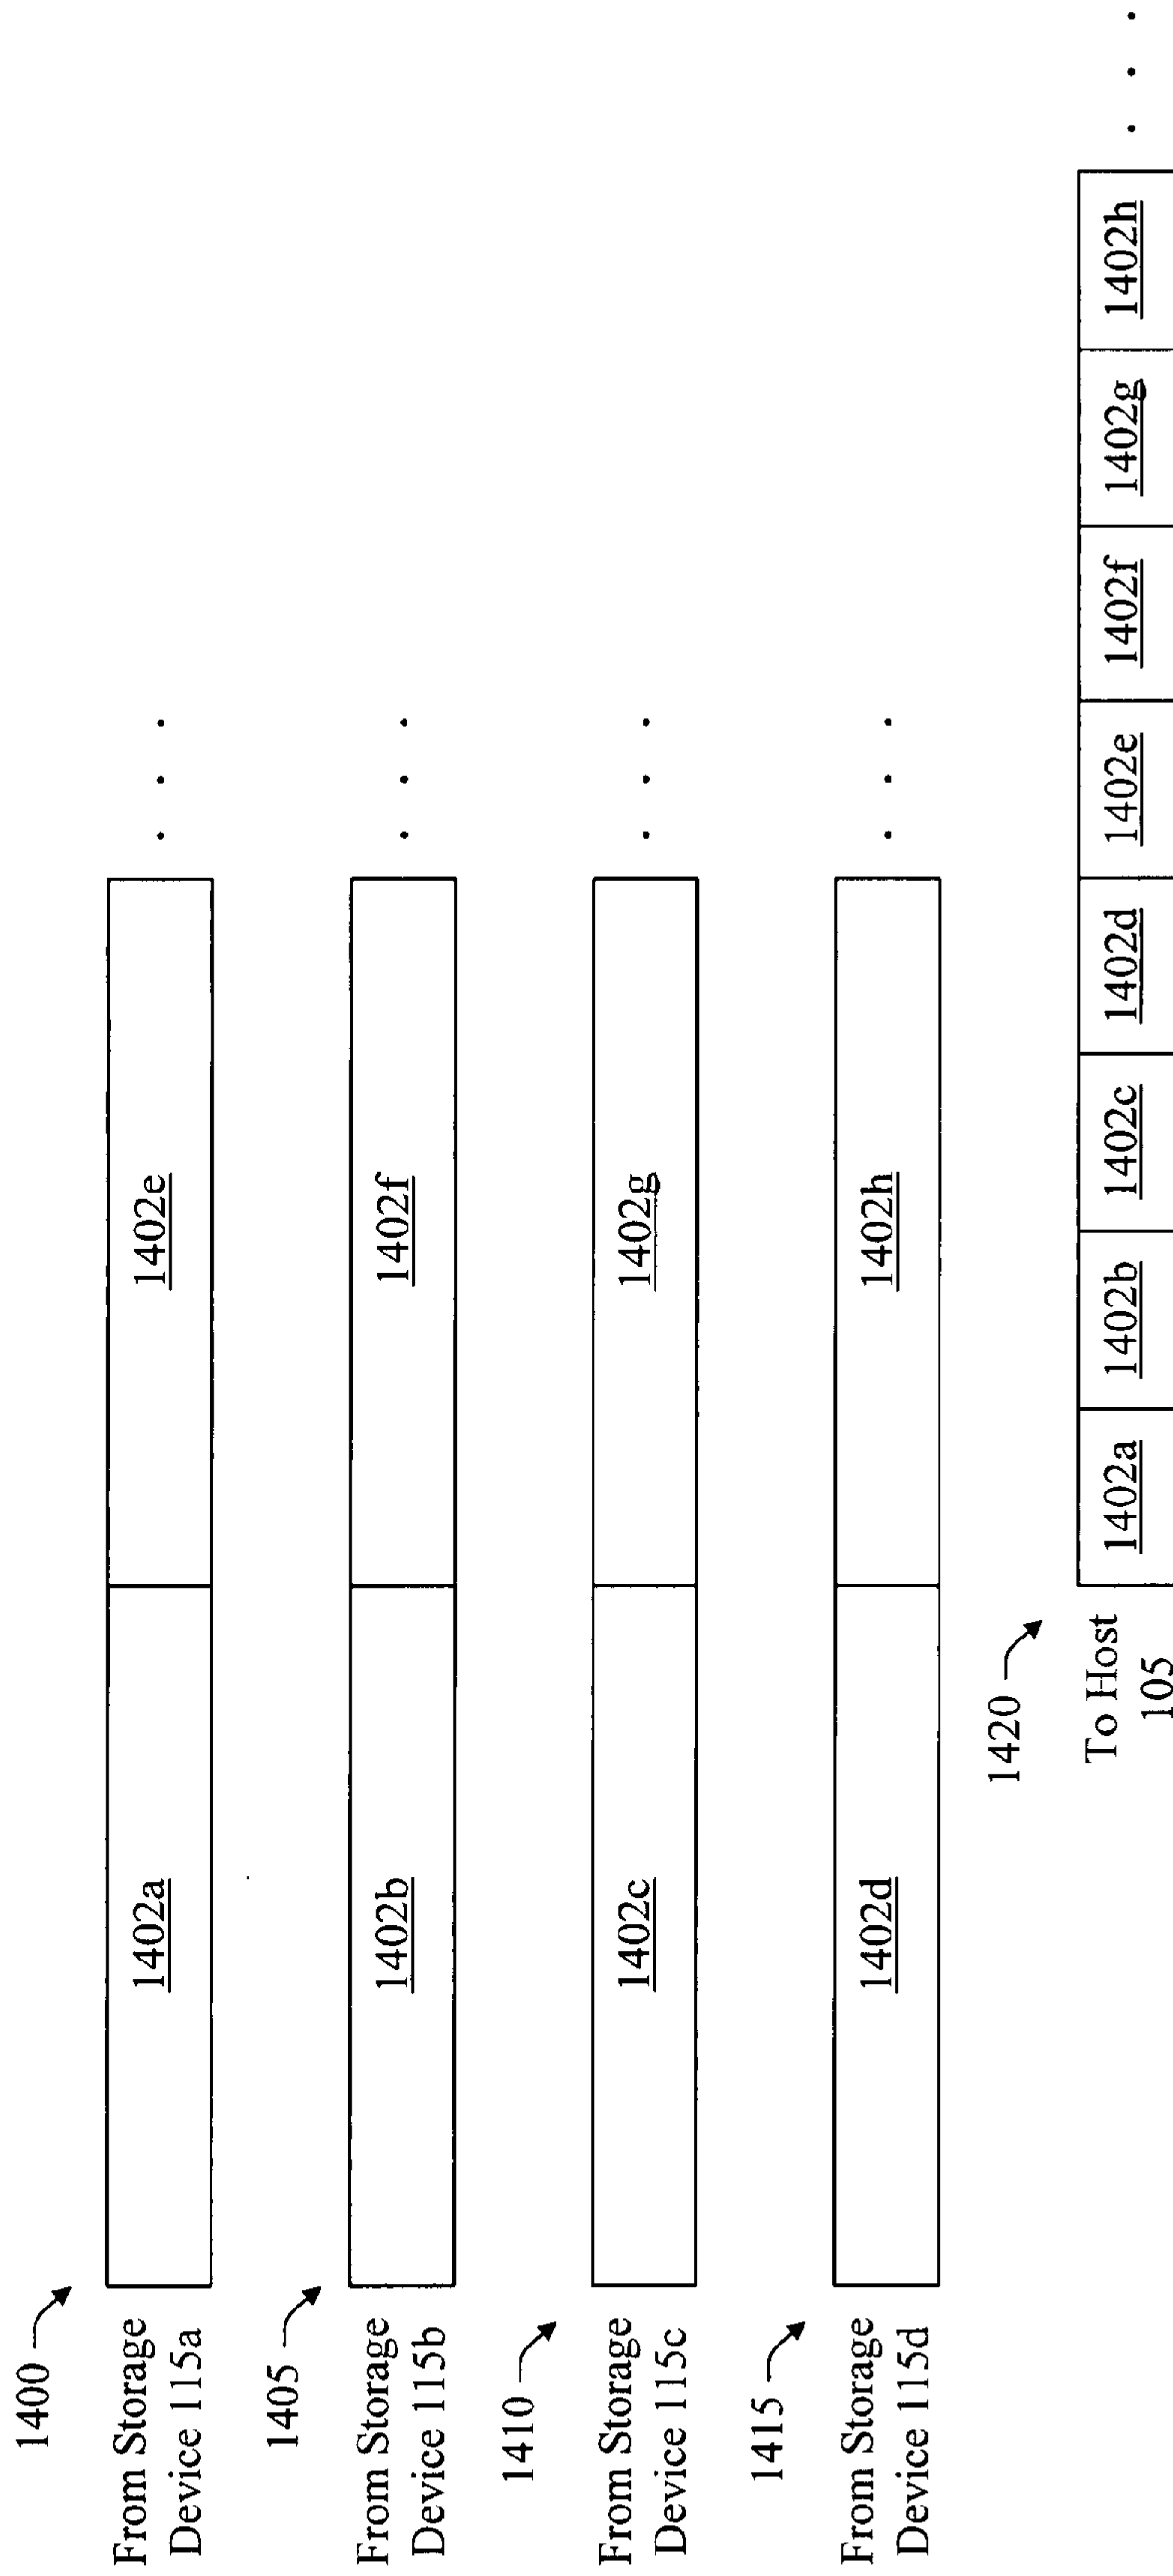 1400
From Storage
Device 115a
1402a
1402e
. . .
1405
From Storage
Device 115b
1402b
1402f
. . .
1410
From Storage
Device 115c
1402c
1402g
. . .
1415
From Storage
Device 115d
1402d
1402h
. . .
1420
To Host
105
1402a
1402b
1402c
1402d
1402e
1402f
1402g
1402h
. . .